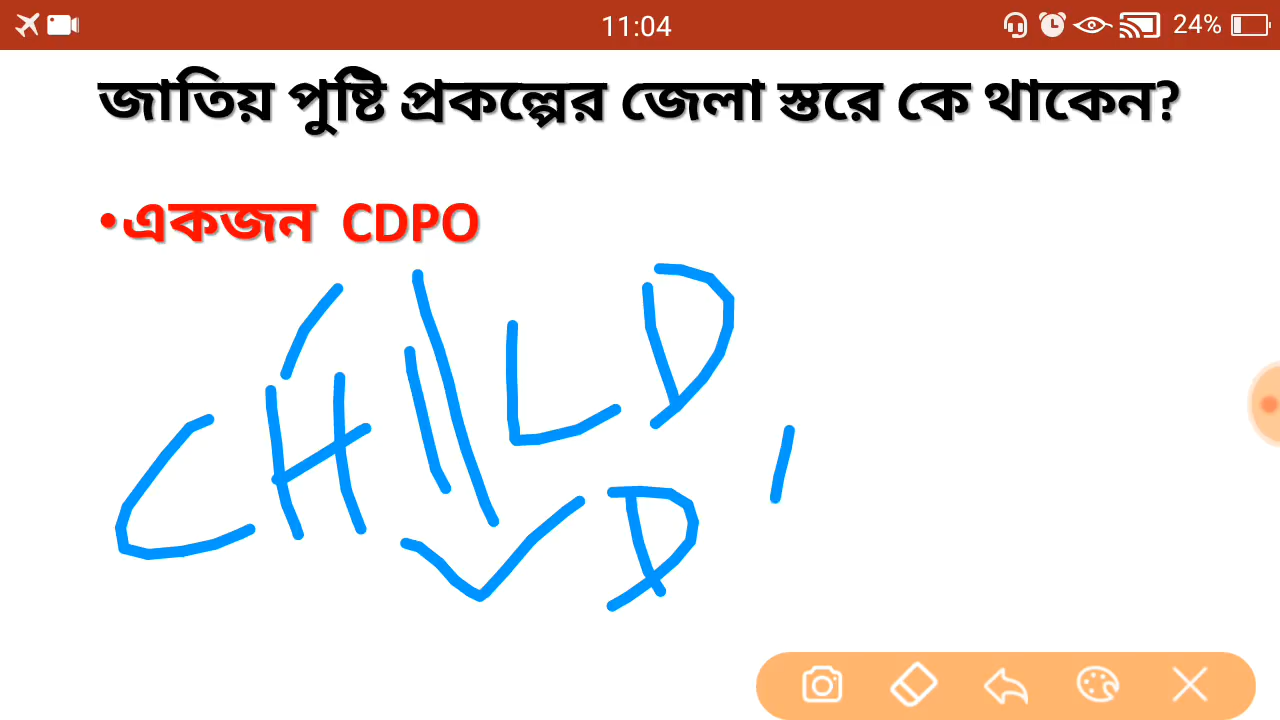 11:04 24%
জাতিয় পুষ্টি প্রকল্পের জেলা স্তরে কে থাকেন?
•একজন CDPO
CHILD
D